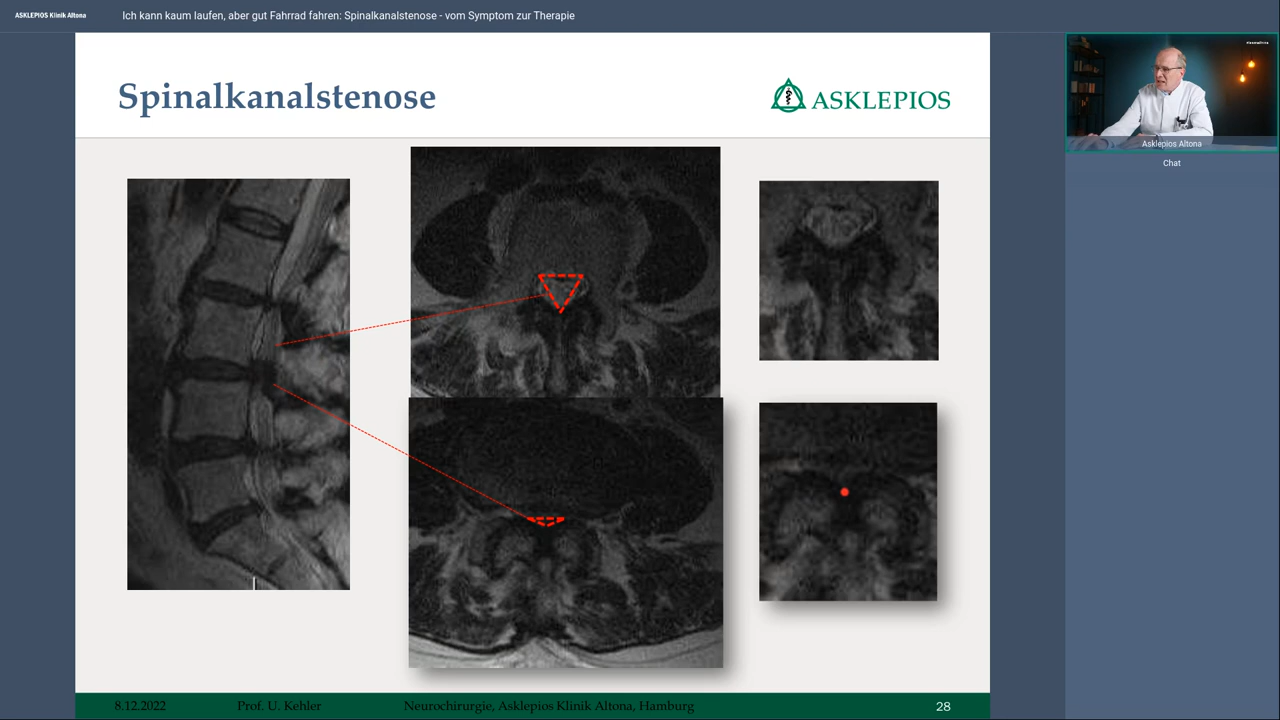 ASKLEPIOS Klinik Altona
Ich kann kaum laufen, aber gut Fahrrad fahren: Spinalkanalstenose - vom Symptom zur Therapie
Spinalkanalstenose
ASKLEPIOS
Asklepios Altona
Chat
8.12.2022
Prof. U. Kehler
Neurochirurgie, Asklepios Klinik Altona, Hamburg
28